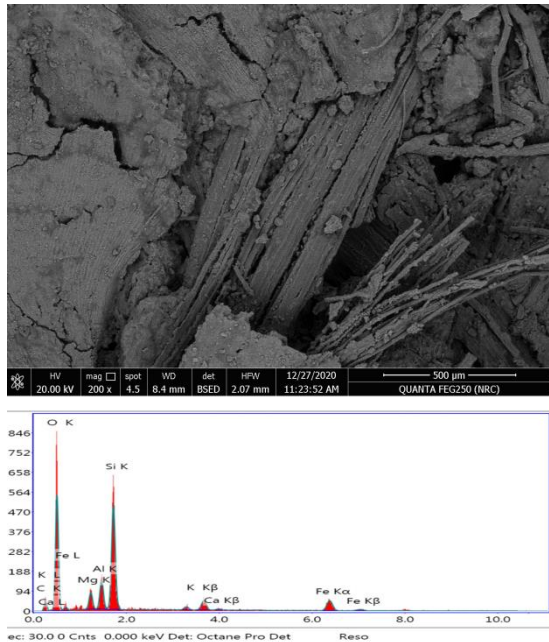 HV mag □ spot WD det HFW 12/27/2020 500 µm
20.00 kV 200 x 4.5 8.4 mm BSED 2.07 mm 11:23:52 AM QUANTA FEG250 (NRC)
O K
846
752
658
Si K
564
470
376
282
Fe L
188
K L
Al K
Mg K
94
C K
K Kβ
Fe Kα
Ca L
Ca Kβ
Fe Kβ
0
0.0 2.0 4.0 6.0 8.0 10.0
ec: 30.0 0 Cnts 0.000 keV Det: Octane Pro Det Reso